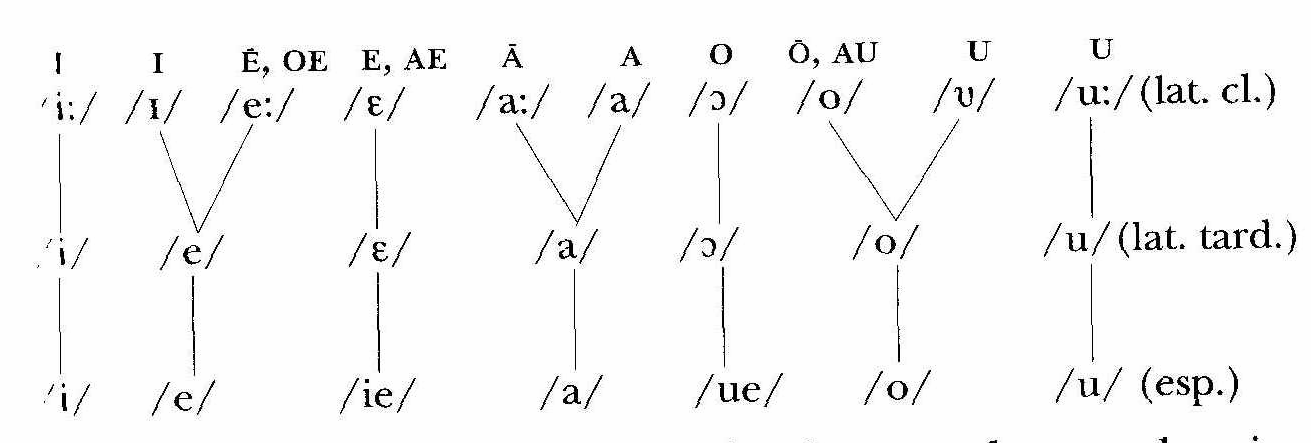 I I Ē, OE E, AE Ā A O Ō, AU U U
/i:/ /ɪ/ /e:/ /ɛ/ /a:/ /a/ /ɔ/ /o/ /ʋ/ /u:/ (lat. cl.)
/i/ /e/ /ɛ/ /a/ /ɔ/ /o/ /u/ (lat. tard.)
/i/ /e/ /ie/ /a/ /ue/ /o/ /u/ (esp.)